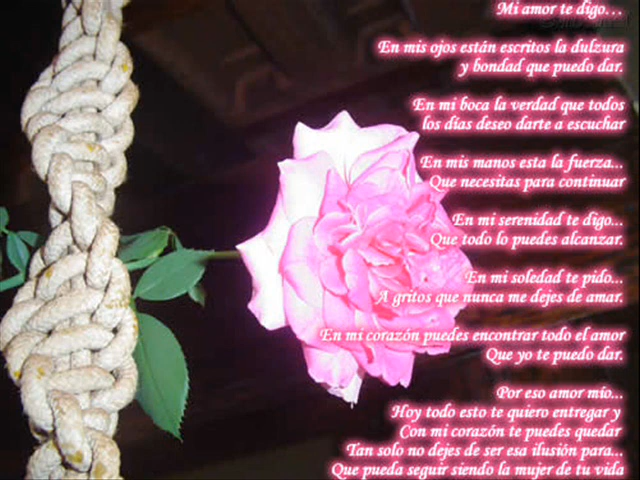 Mi amor te digo...
En mis ojos están escritos la dulzura
y bondad que puedo dar.
En mi boca la verdad que todos
los días deseo darte a escuchar
En mis manos esta la fuerza...
Que necesitas para continuar
En mi serenidad te digo...
Que todo lo puedes alcanzar.
En mi soledad te pido...
A gritos que nunca me dejes de amar.
En mi corazón puedes encontrar todo el amor
Que yo te puedo dar.
Por eso amor mío...
Hoy todo esto te quiero entregar y
Con mi corazón te puedes quedar
Tan solo no dejes de ser esa ilusión para...
Que pueda seguir siendo la mujer de tu vida